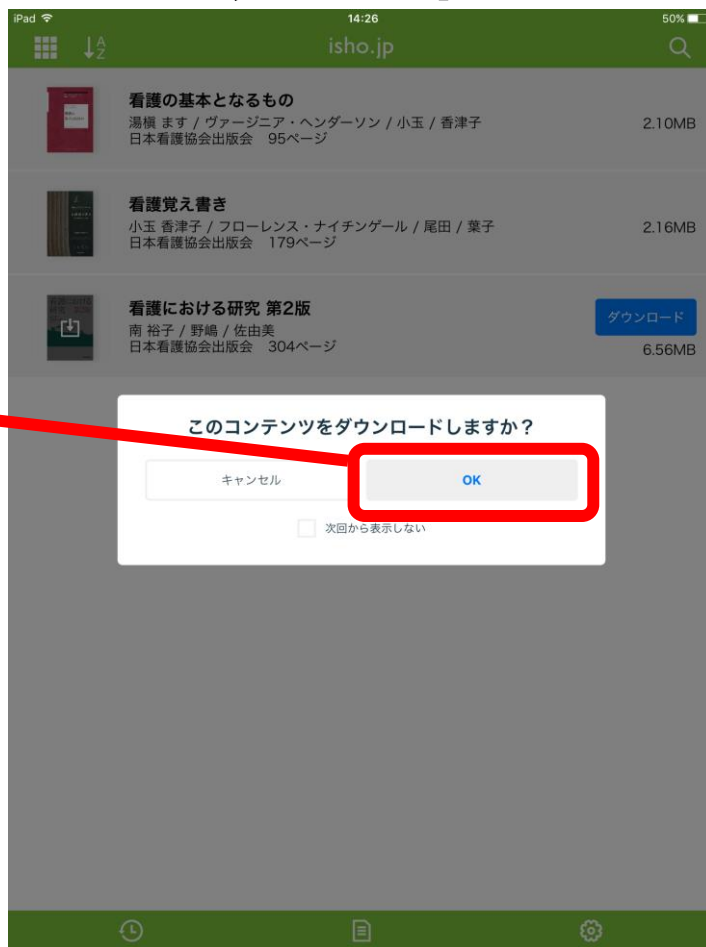 iPad 14:26 50%
A
Z
isho.jp
看護の基本となるもの
湯槇 ます / ヴァージニア・ヘンダーソン / 小玉 / 香津子
日本看護協会出版会 95ページ
2.10MB
看護覚え書き
小玉 香津子 / フローレンス・ナイチンゲール / 尾田 / 葉子
日本看護協会出版会 179ページ
2.16MB
看護における研究 第2版
南 裕子 / 野嶋 / 佐由美
日本看護協会出版会 304ページ
ダウンロード
6.56MB
このコンテンツをダウンロードしますか？
キャンセル OK
次回から表示しない